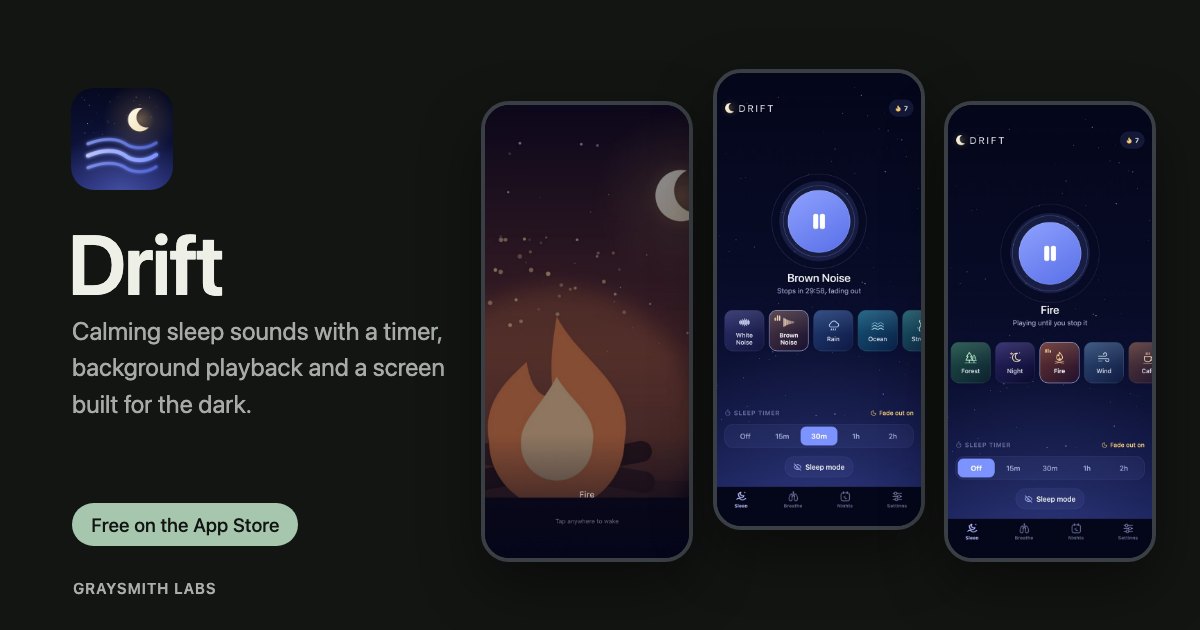 Drift
Calming sleep sounds with a timer,
background playback and a screen
built for the dark.
Free on the App Store
GRAYSMITH LABS
Fire
Tap anywhere to wake
DRIFT
7
Brown Noise
Stops in 29:56, fading out
White
Noise
Brown
Noise
Rain
Ocean
SLEEP TIMER
Fade out on
Off 15m 30m 1h 2h
Sleep mode
Sleep Breathe Nights Settings
DRIFT
7
Fire
Playing until you stop it
Forest Night Fire Wind
SLEEP TIMER
Fade out on
Off 15m 30m 1h 2h
Sleep mode
Sleep Breathe Nights Settings